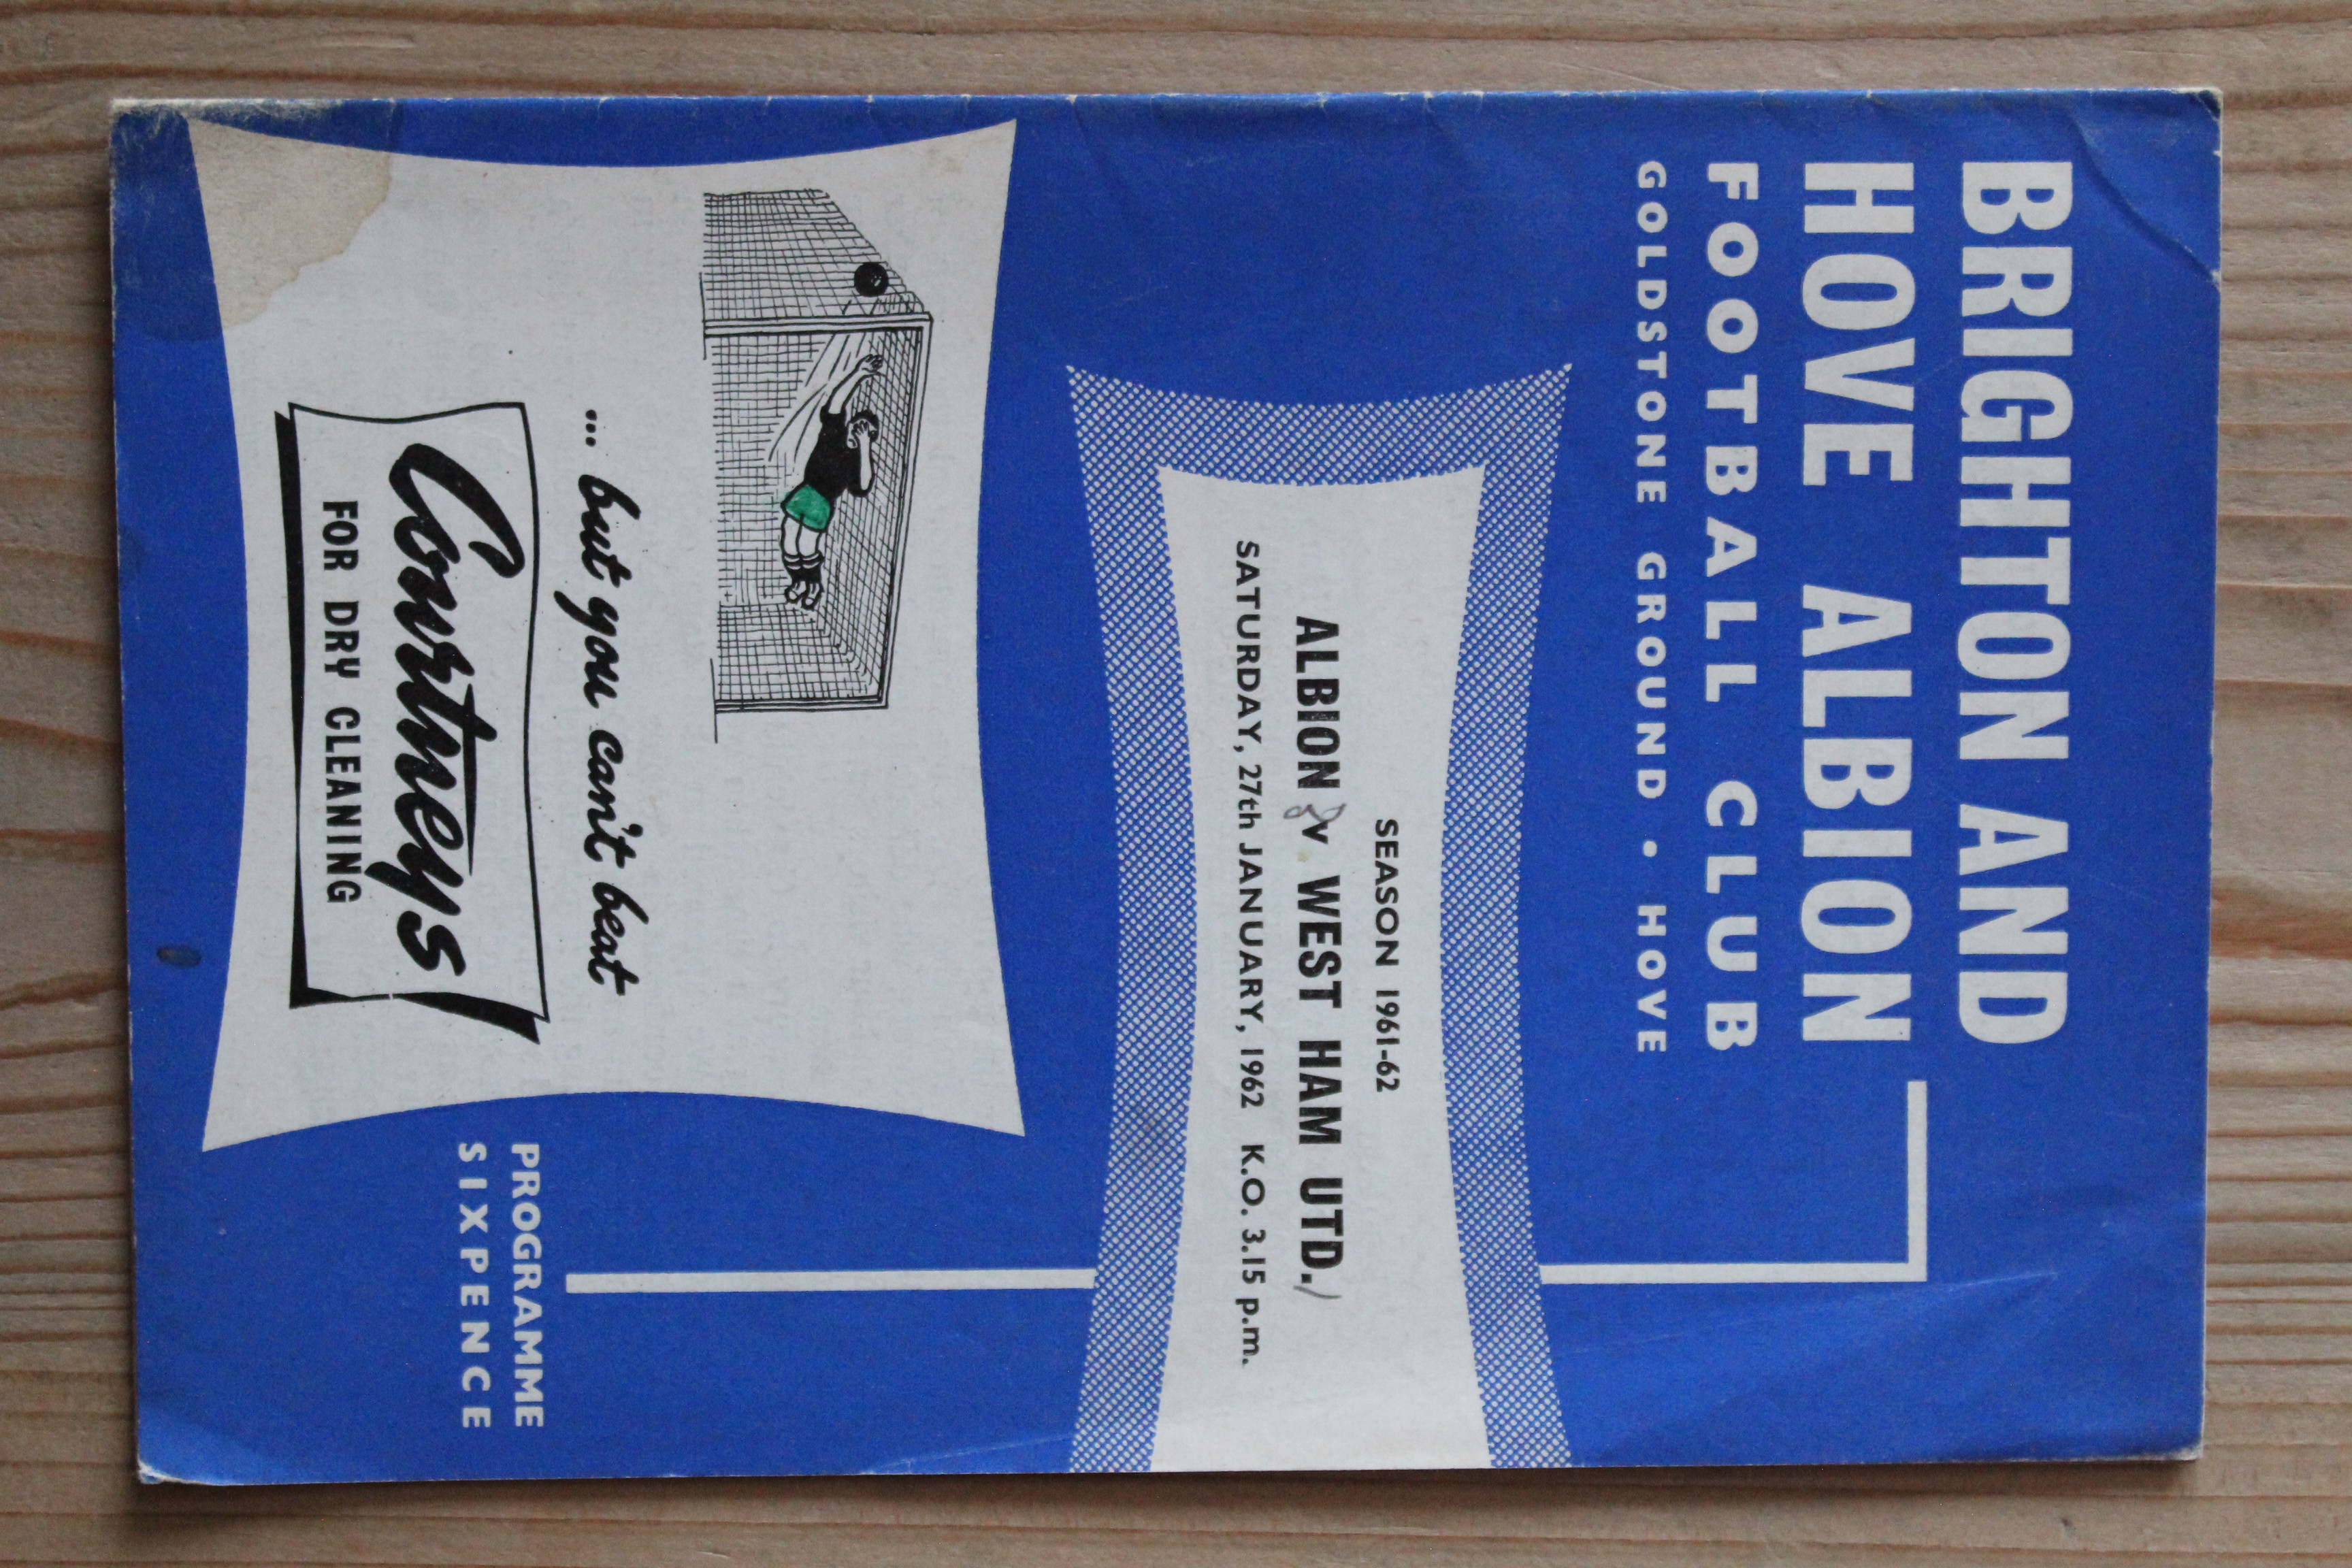 BRIGHTON AND
HOVE ALBION
FOOTBALL CLUB
GOLDSTONE GROUND • HOVE
SEASON 1961-62
ALBION v. WEST HAM UTD.
SATURDAY, 27th JANUARY, 1962 K.O. 3.15 p.m.
... but you can't beat
Courtneys
FOR DRY CLEANING
PROGRAMME
SIXPENCE